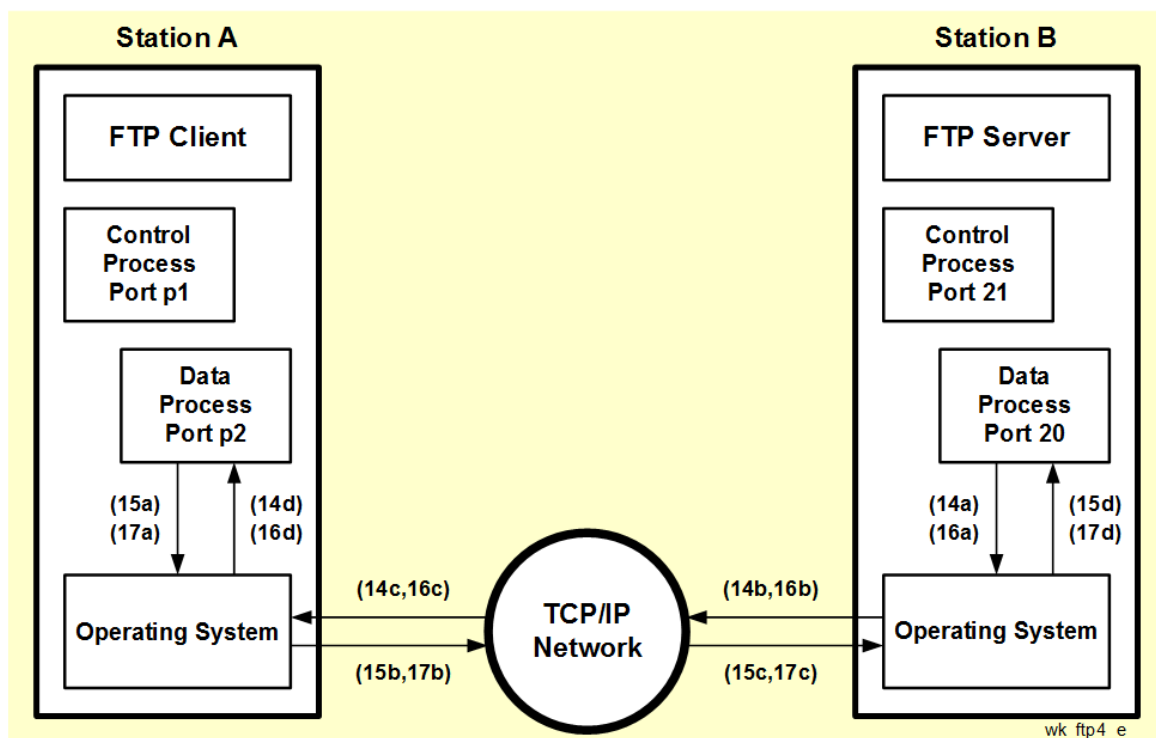 Station A
Station B
FTP Client
FTP Server
Control
Process
Port p1
Control
Process
Port 21
Data
Process
Port p2
Data
Process
Port 20
(15a)
(17a)
(14d)
(16d)
(14a)
(16a)
(15d)
(17d)
Operating System
(14c,16c)
(15b,17b)
TCP/IP
Network
(14b,16b)
(15c,17c)
Operating System
wk_ftp4_e